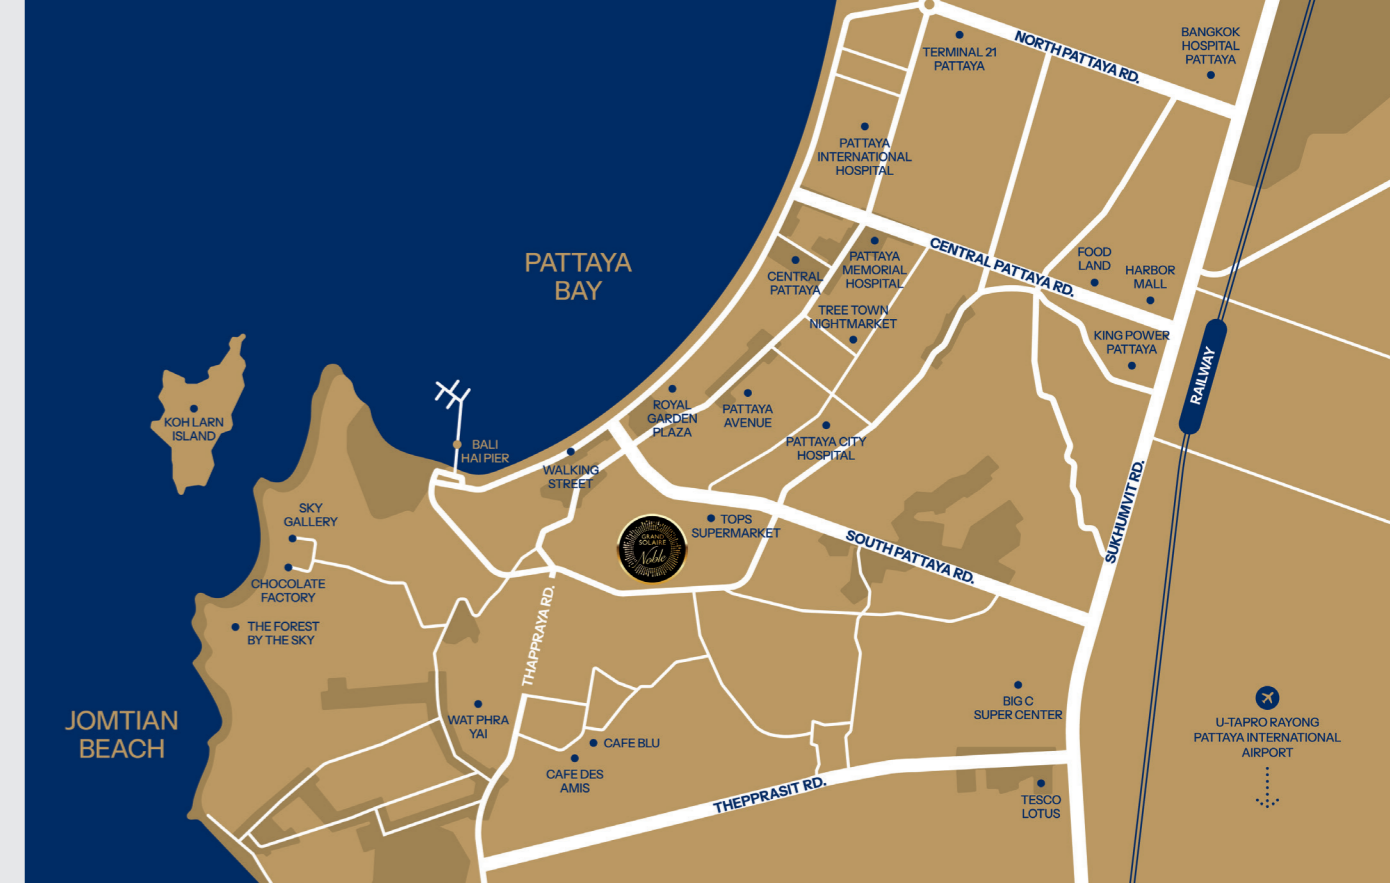 BANGKOK
HOSPITAL
PATTAYA
NORTH PATTAYA RD.
TERMINAL 21
PATTAYA
PATTAYA
INTERNATIONAL
HOSPITAL
CENTRAL PATTAYA RD.
PATTAYA
MEMORIAL
HOSPITAL
CENTRAL
PATTAYA
FOOD
LAND
HARBOR
MALL
PATTAYA
BAY
TREE TOWN
NIGHTMARKET
KING POWER
PATTAYA
RAILWAY
KOH LARN
ISLAND
ROYAL
GARDEN
PLAZA
PATTAYA
AVENUE
PATTAYA CITY
HOSPITAL
BALI
HAI PIER
WALKING
STREET
SUKHUMVIT RD.
SKY
GALLERY
GRAND
SOLAIRE
Noble
TOPS
SUPERMARKET
SOUTH PATTAYA RD.
CHOCOLATE
FACTORY
THE FOREST
BY THE SKY
THAPPRAYA RD.
JOMTIAN
BEACH
WAT PHRA
YAI
CAFE BLU
CAFE DES
AMIS
BIG C
SUPER CENTER
U-TAPRO RAYONG
PATTAYA INTERNATIONAL
AIRPORT
THEPPRASIT RD.
TESCO
LOTUS